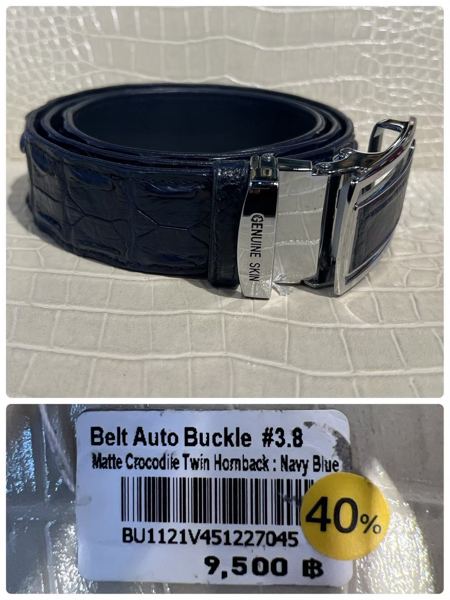 GENUINE SKIN
Belt Auto Buckle #3.8
Matte Crocodile Twin Hornback : Navy Blue
BU1121V451227045
40%
9,500 ฿